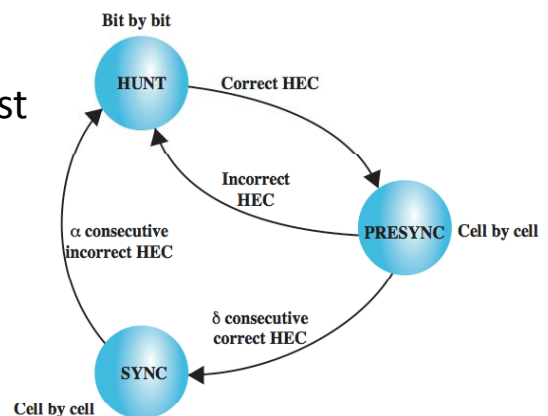 Bit by bit
HUNT
Correct HEC
st
Incorrect
HEC
PRESYNC
Cell by cell
α consecutive
incorrect HEC
δ consecutive
correct HEC
SYNC
Cell by cell